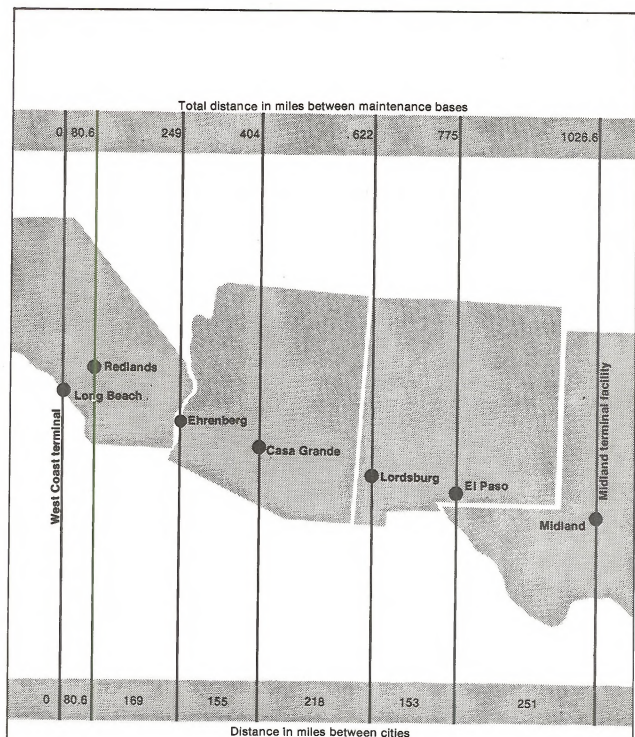 Total distance in miles between maintenance bases
0 80.6 249 404 .622 775 1026.6
Redlands
Long Beach
Ehrenberg
Casa Grande
Lordsburg
El Paso
Midland
West Coast terminal
Midland terminal facility
0 80.6 169 155 218 153 251
Distance in miles between cities